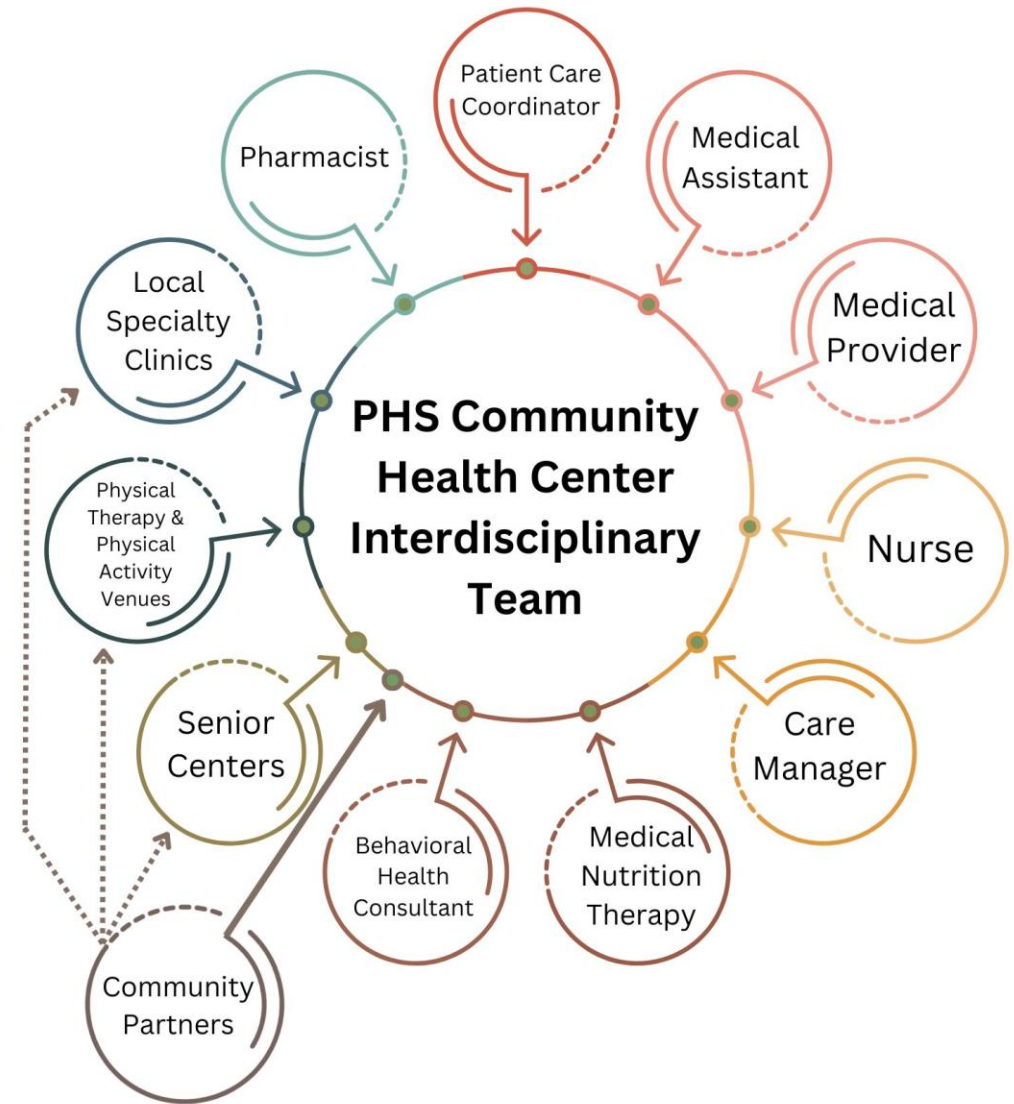 Patient Care
Coordinator
Medical
Assistant
Medical
Provider
Nurse
Care
Manager
Medical
Nutrition
Therapy
Behavioral
Health
Consultant
Community
Partners
Senior
Centers
Physical
Therapy &
Physical
Activity
Venues
Local
Specialty
Clinics
Pharmacist
PHS Community
Health Center
Interdisciplinary
Team